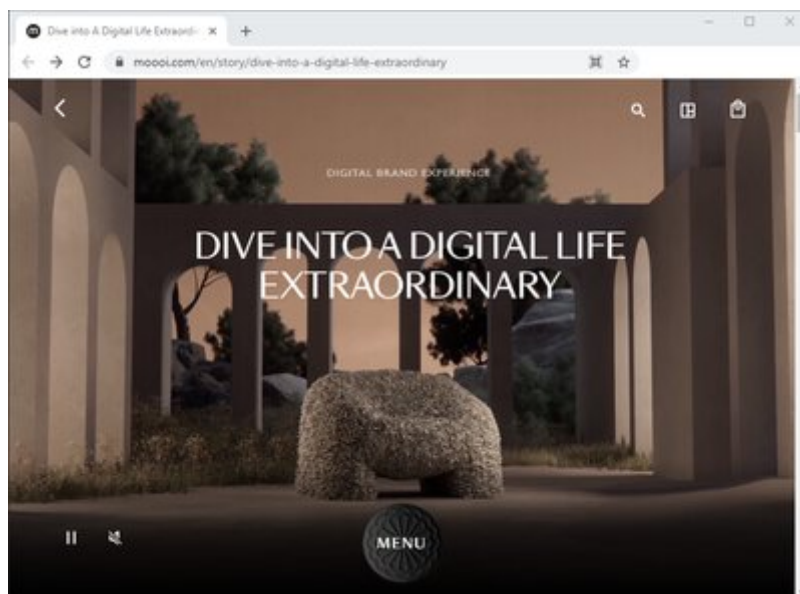 Dive into A Digital Life Extraord
moooi.com/en/story/dive-into-a-digital-life-extraordinary
DIGITAL BRAND EXPERIENCE
DIVE INTO A DIGITAL LIFE
EXTRAORDINARY
MENU